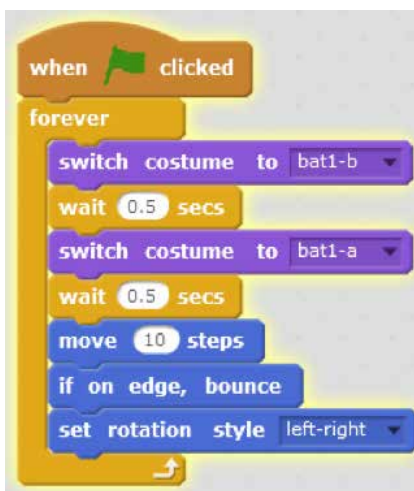 when clicked
forever
switch costume to bat1-b
wait 0.5 secs
switch costume to bat1-a
wait 0.5 secs
move 10 steps
if on edge, bounce
set rotation style left-right